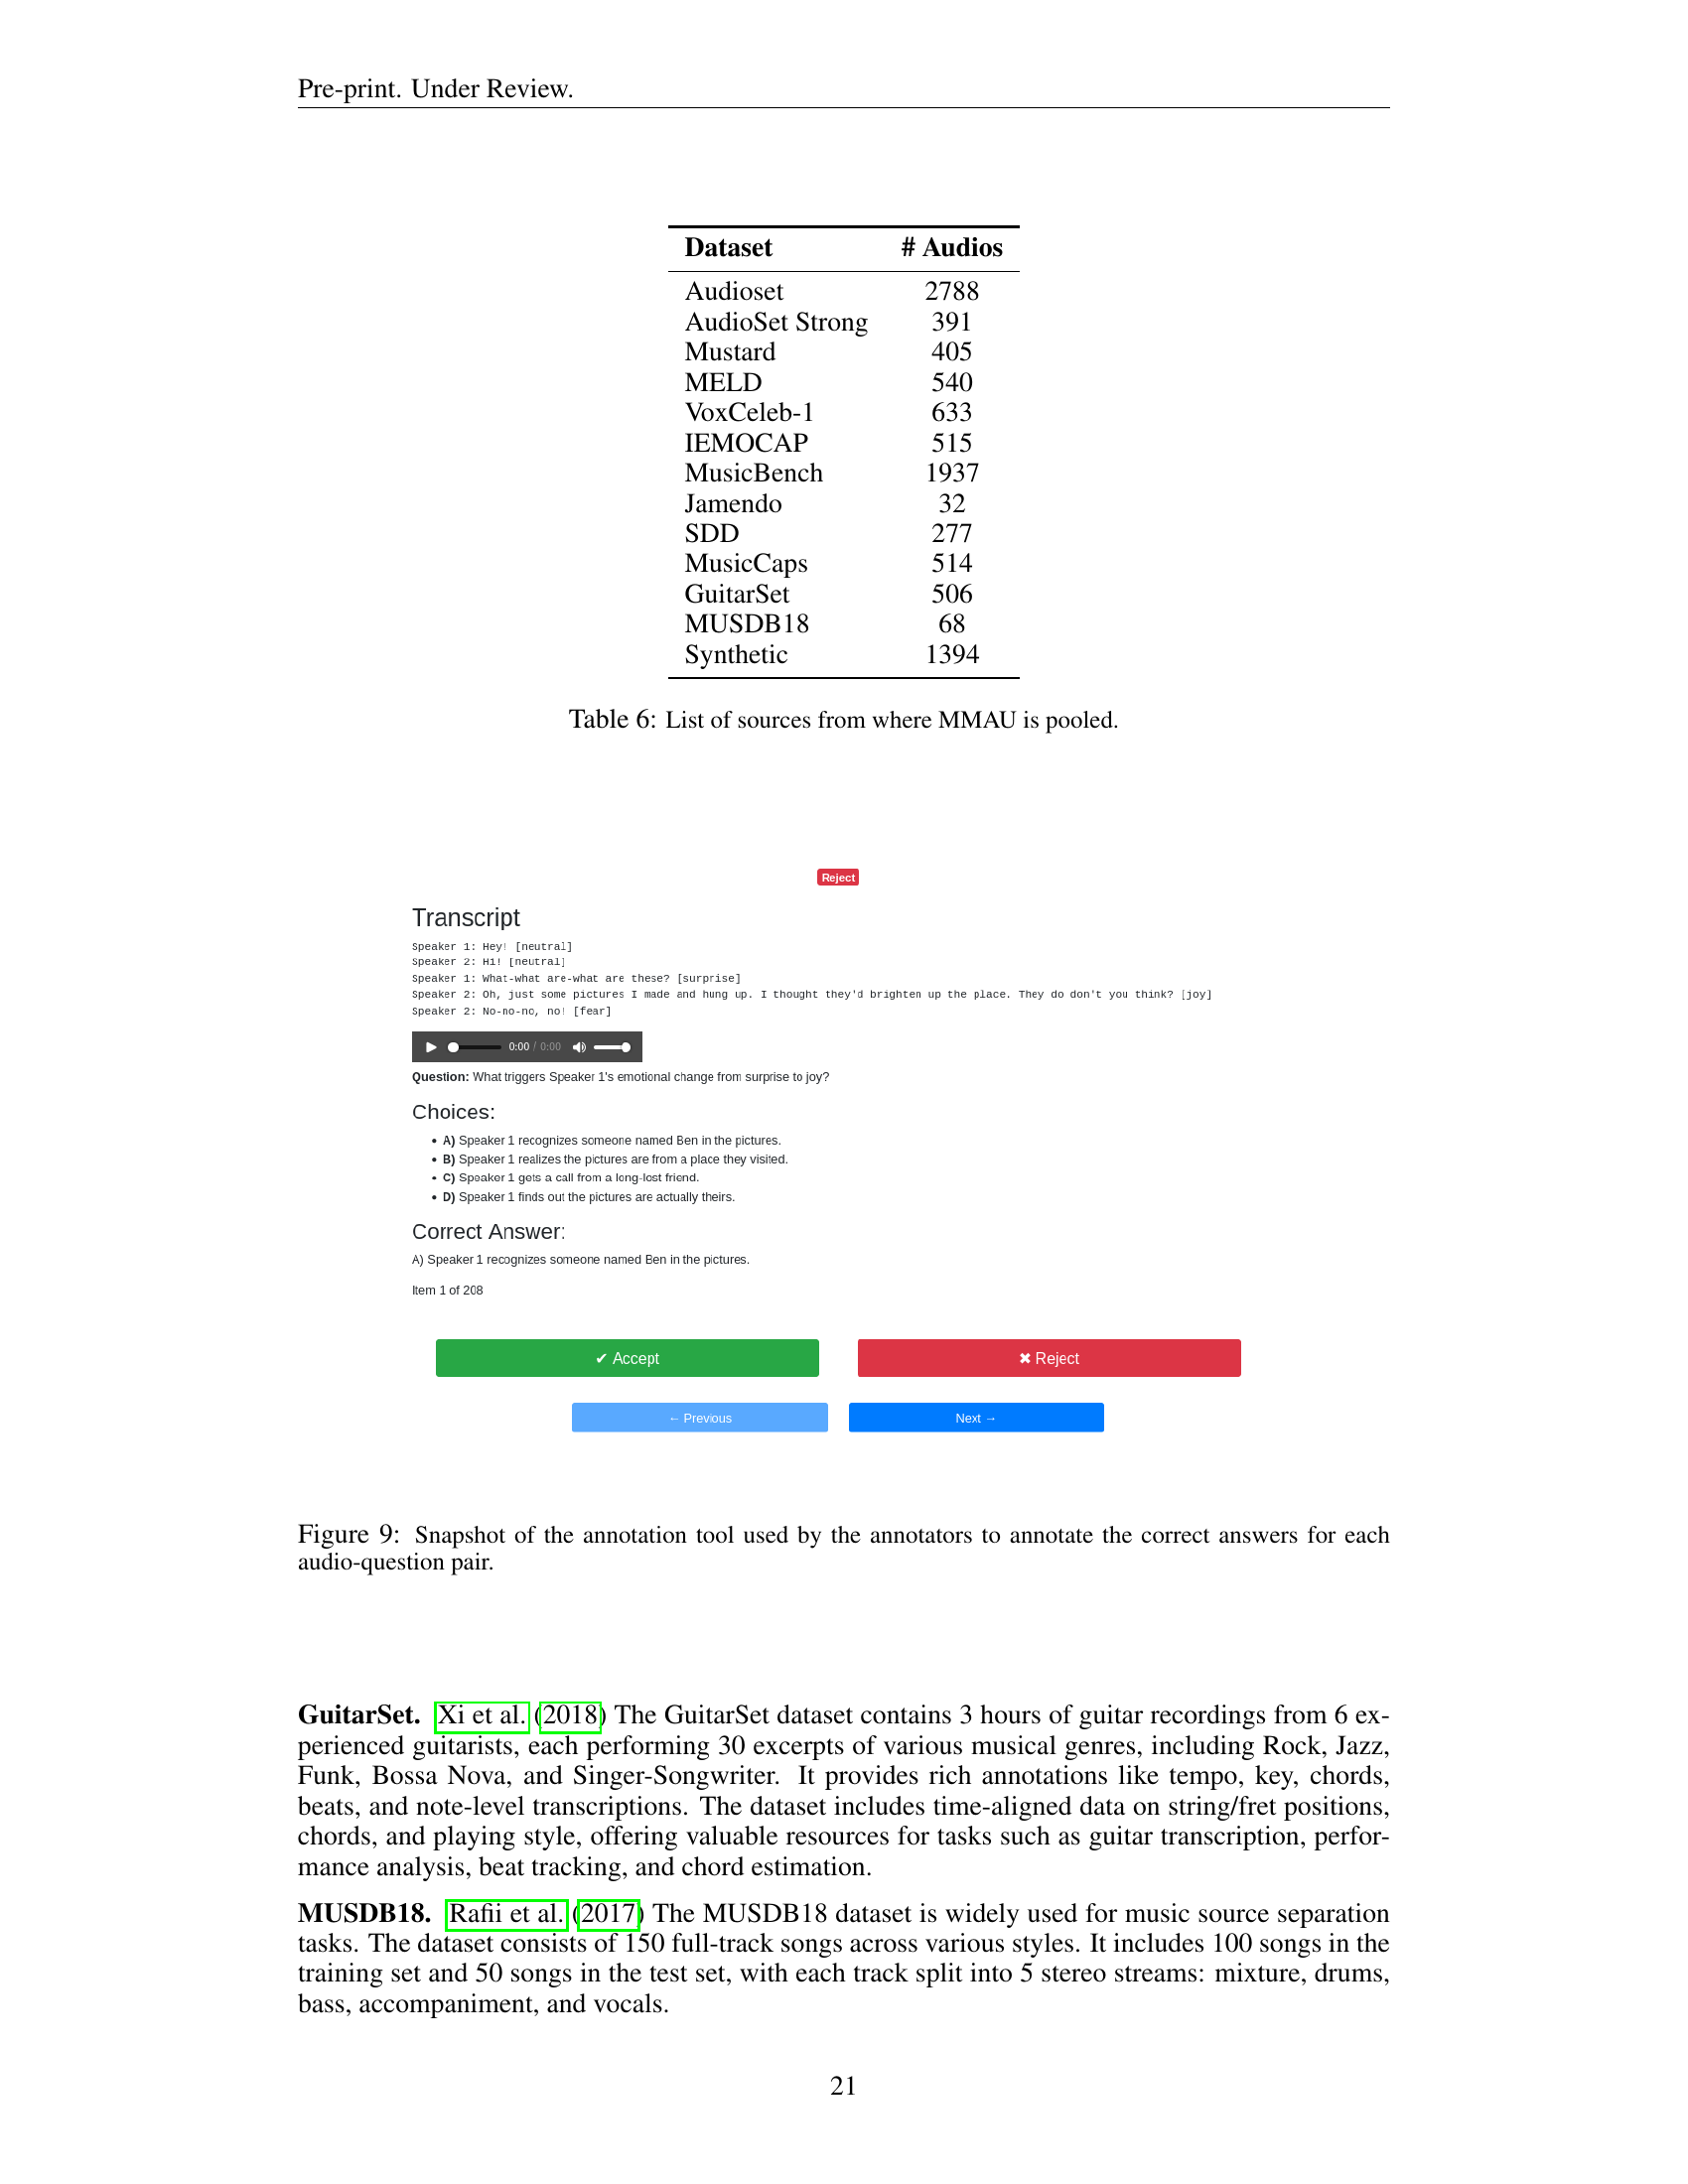 Pre-print. Under Review.
Dataset # Audios
Audioset 2788
AudioSet Strong 391
Mustard 405
MELD 540
VoxCeleb-1 633
IEMOCAP 515
MusicBench 1937
Jamendo 32
SDD 277
MusicCaps 514
GuitarSet 506
MUSDB18 68
Synthetic 1394
Table 6: List of sources from where MMAU is pooled.
Reject
Transcript
Speaker 1: Hey! [neutral]
Speaker 2: Hi! [neutral]
Speaker 1: What-what are-what are these? [surprise]
Speaker 2: Oh, just some pictures I made and hung up. I thought they'd brighten up the place. They do don't you think? [joy]
Speaker 2: No-no-no, no! [fear]
0:00 / 0:00
Question: What triggers Speaker 1's emotional change from surprise to joy?
Choices:
• A) Speaker 1 recognizes someone named Ben in the pictures.
• B) Speaker 1 realizes the pictures are from a place they visited.
• C) Speaker 1 gets a call from a long-lost friend.
• D) Speaker 1 finds out the pictures are actually theirs.
Correct Answer:
A) Speaker 1 recognizes someone named Ben in the pictures.
Item 1 of 208
✔ Accept ✖ Reject
← Previous Next →
Figure 9: Snapshot of the annotation tool used by the annotators to annotate the correct answers for each
audio-question pair.
GuitarSet. Xi et al. (2018) The GuitarSet dataset contains 3 hours of guitar recordings from 6 ex-
perienced guitarists, each performing 30 excerpts of various musical genres, including Rock, Jazz,
Funk, Bossa Nova, and Singer-Songwriter. It provides rich annotations like tempo, key, chords,
beats, and note-level transcriptions. The dataset includes time-aligned data on string/fret positions,
chords, and playing style, offering valuable resources for tasks such as guitar transcription, perfor-
mance analysis, beat tracking, and chord estimation.
MUSDB18. Rafii et al. (2017) The MUSDB18 dataset is widely used for music source separation
tasks. The dataset consists of 150 full-track songs across various styles. It includes 100 songs in the
training set and 50 songs in the test set, with each track split into 5 stereo streams: mixture, drums,
bass, accompaniment, and vocals.
21